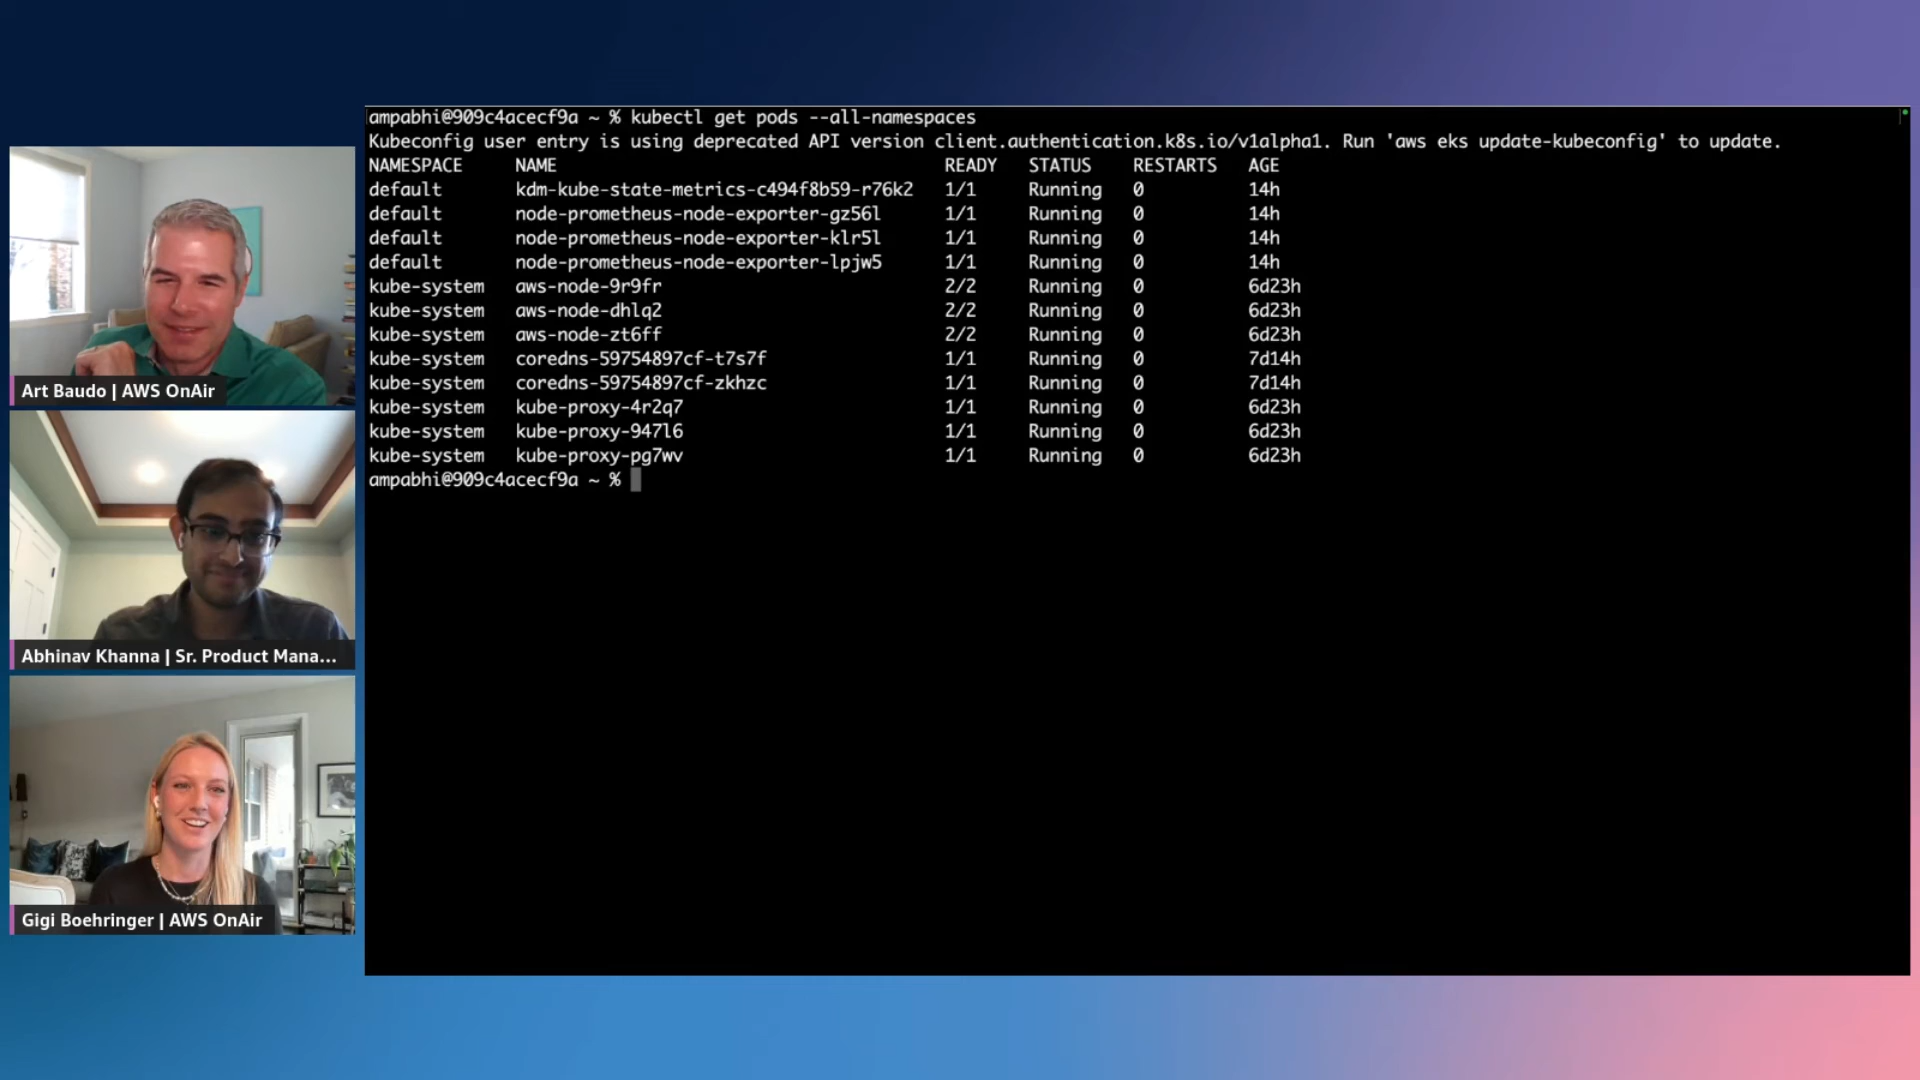 ampabhi@909c4acecf9a ~ % kubectl get pods --all-namespaces
Kubeconfig user entry is using deprecated API version client.authentication.k8s.io/v1alpha1. Run 'aws eks update-kubeconfig' to update.
NAMESPACE NAME READY STATUS RESTARTS AGE
default kdm-kube-state-metrics-c494f8b59-r76k2 1/1 Running 0 14h
default node-prometheus-node-exporter-gz56l 1/1 Running 0 14h
default node-prometheus-node-exporter-klr5l 1/1 Running 0 14h
default node-prometheus-node-exporter-lpjw5 1/1 Running 0 14h
kube-system aws-node-9r9fr 2/2 Running 0 6d23h
kube-system aws-node-dhlq2 2/2 Running 0 6d23h
kube-system aws-node-zt6ff 2/2 Running 0 6d23h
kube-system coredns-59754897cf-t7s7f 1/1 Running 0 7d14h
kube-system coredns-59754897cf-zkhzc 1/1 Running 0 7d14h
kube-system kube-proxy-4r2q7 1/1 Running 0 6d23h
kube-system kube-proxy-947l6 1/1 Running 0 6d23h
kube-system kube-proxy-pg7wv 1/1 Running 0 6d23h
ampabhi@909c4acecf9a ~ %
Art Baudo | AWS OnAir
Abhinav Khanna | Sr. Product Mana...
Gigi Boehringer | AWS OnAir